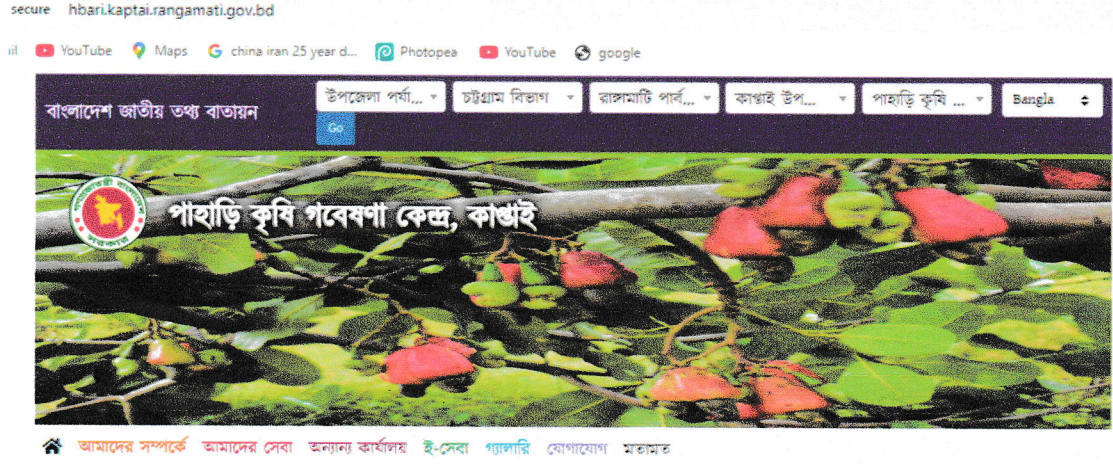 secure hbari.kaptai.rangamati.gov.bd
YouTube Maps china iran 25 year d... Photopea YouTube google
বাংলাদেশ জাতীয় তথ্য বাতায়ন উপজেলা পর্যা... চট্টগ্রাম বিভাগ রাঙ্গামাটি পার্ব... কাপ্তাই উপ... পাহাড়ি কৃষি ... Bangla
Go
পাহাড়ি কৃষি গবেষণা কেন্দ্র, কাপ্তাই
আমাদের সম্পর্কে আমাদের সেবা অন্যান্য কার্যালয় ই-সেবা গ্যালারি যোগাযোগ মতামত